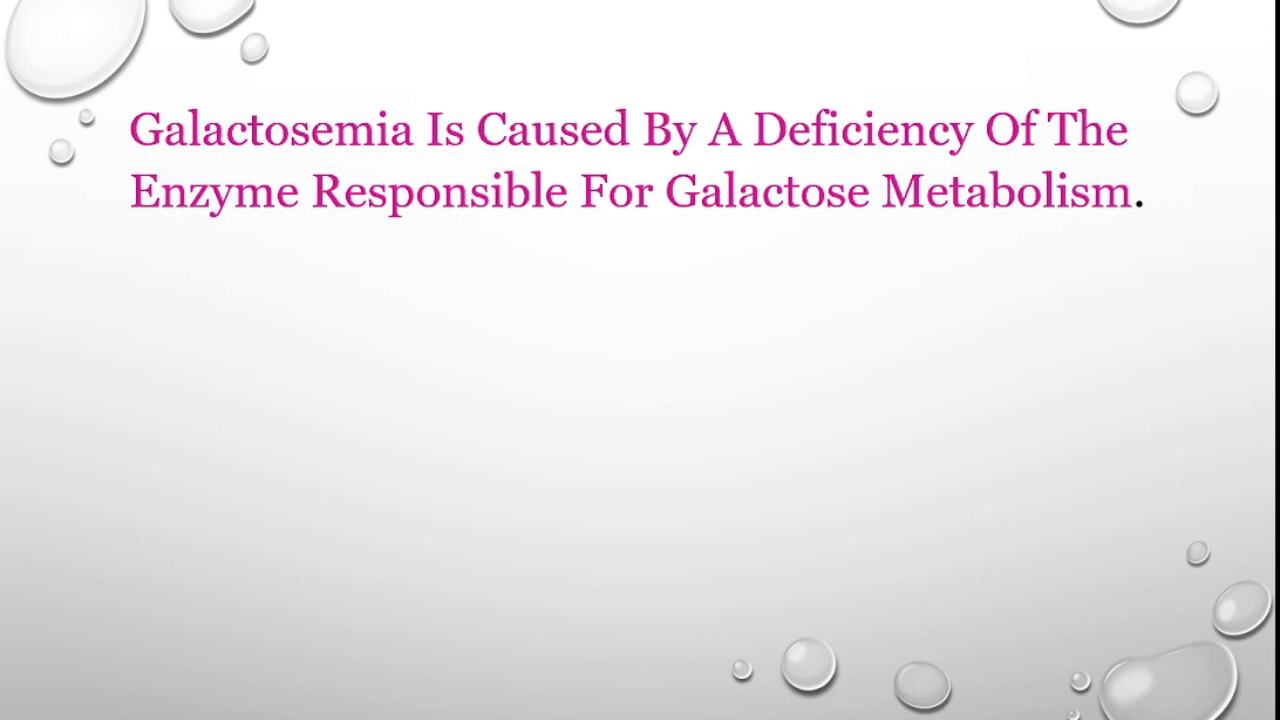 Galactosemia Is Caused By A Deficiency Of The
Enzyme Responsible For Galactose Metabolism.